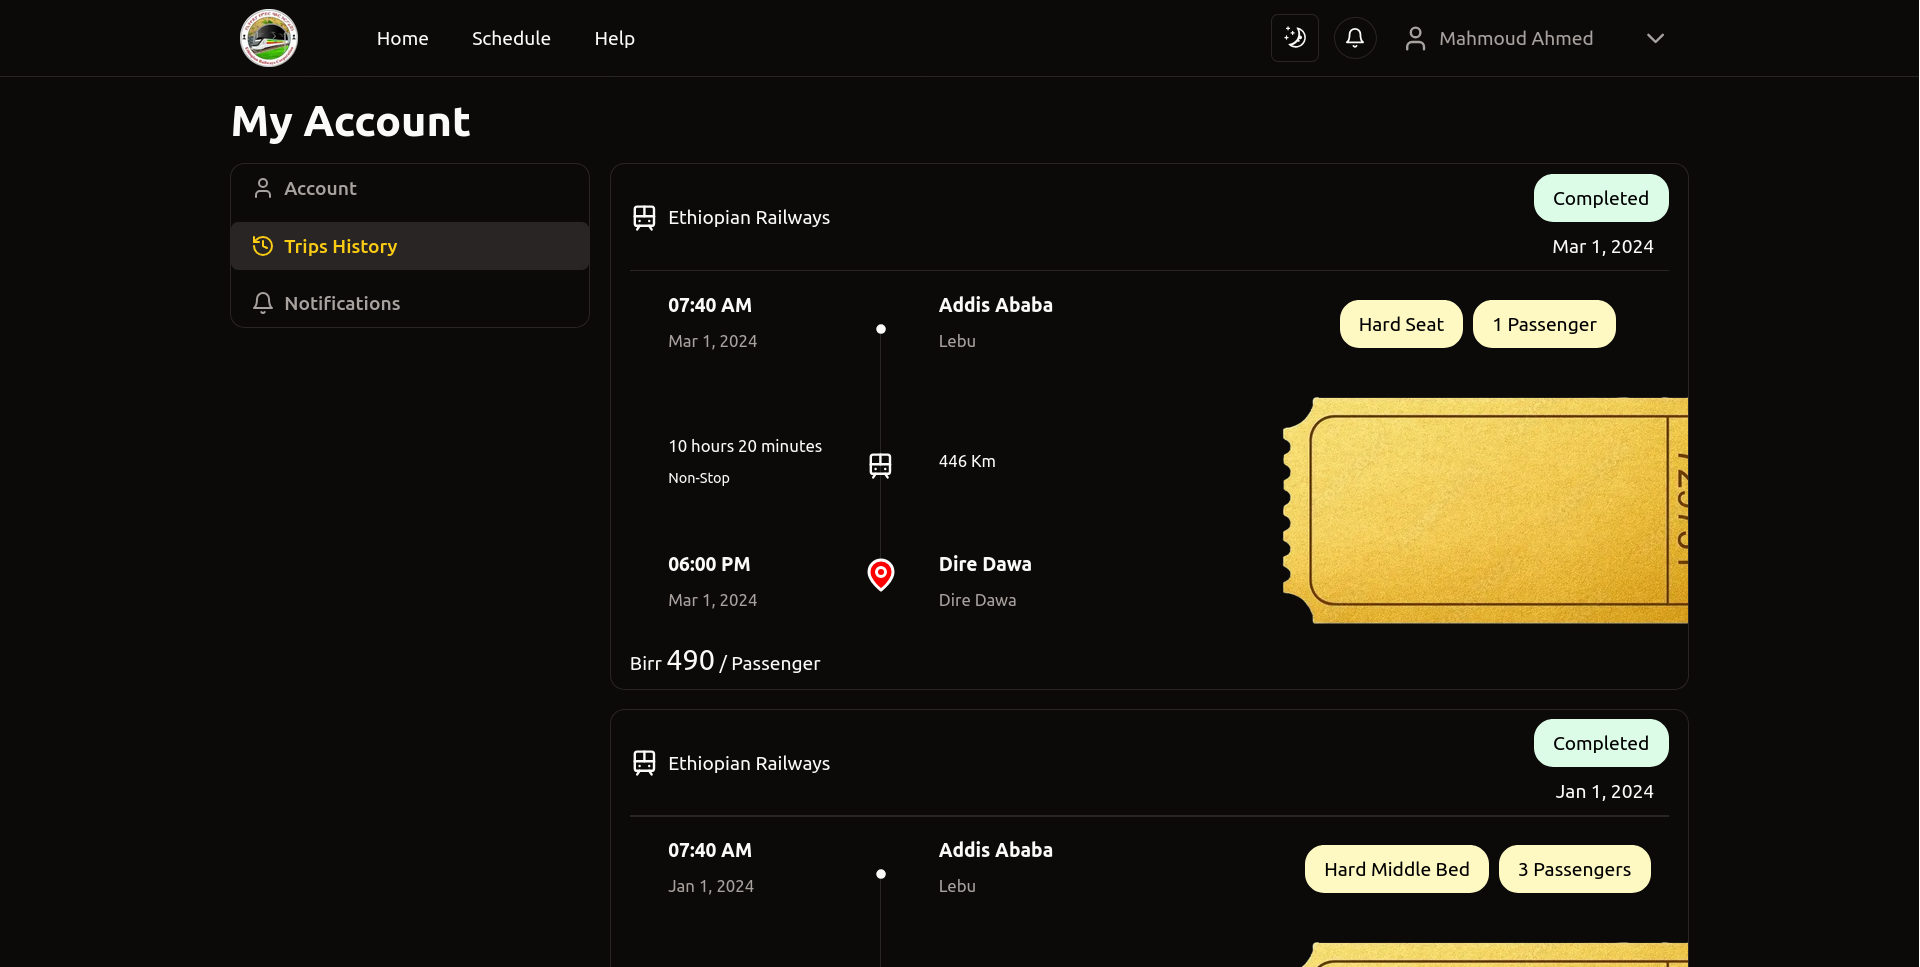 Home Schedule Help
Mahmoud Ahmed
My Account
Account
Trips History
Notifications
Ethiopian Railways
Completed
Mar 1, 2024
07:40 AM
Mar 1, 2024
Addis Ababa
Lebu
Hard Seat
1 Passenger
10 hours 20 minutes
Non-Stop
446 Km
06:00 PM
Mar 1, 2024
Dire Dawa
Dire Dawa
Birr 490 / Passenger
Ethiopian Railways
Completed
Jan 1, 2024
07:40 AM
Jan 1, 2024
Addis Ababa
Lebu
Hard Middle Bed
3 Passengers